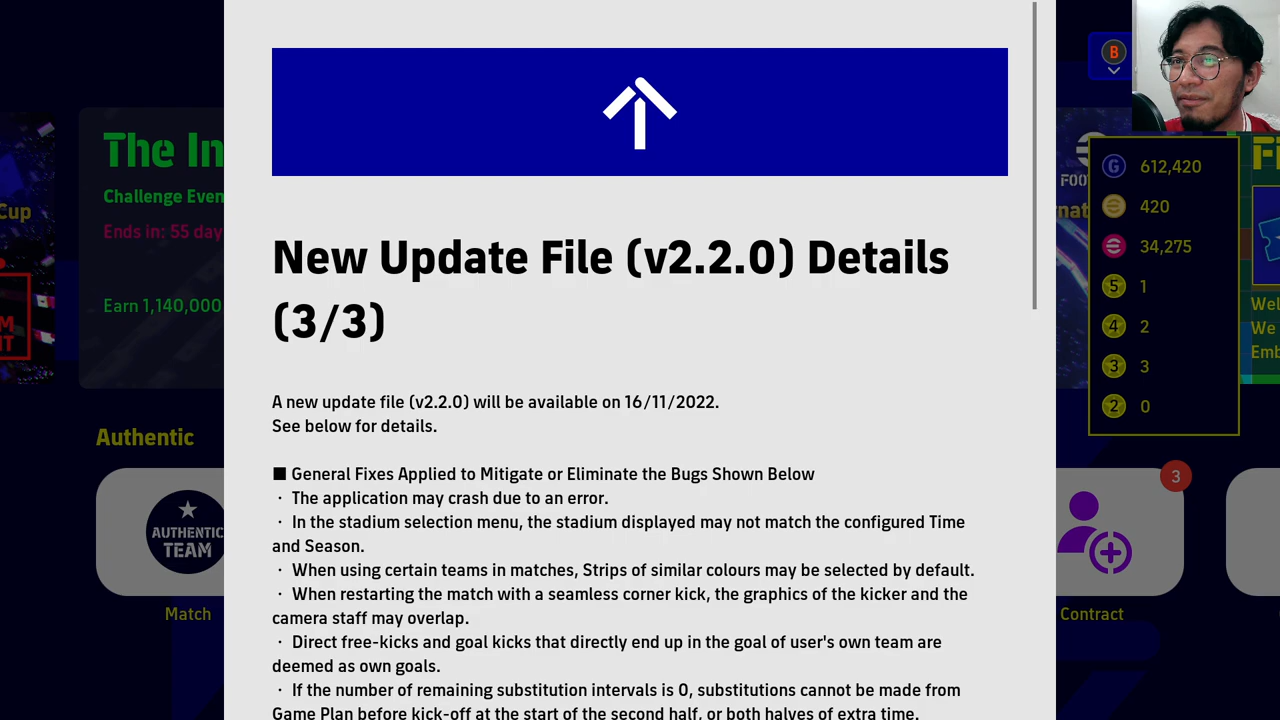 New Update File (v2.2.0) Details
(3/3)
A new update file (v2.2.0) will be available on 16/11/2022.
See below for details.
■ General Fixes Applied to Mitigate or Eliminate the Bugs Shown Below
・ The application may crash due to an error.
・ In the stadium selection menu, the stadium displayed may not match the configured Time
and Season.
・ When using certain teams in matches, Strips of similar colours may be selected by default.
・ When restarting the match with a seamless corner kick, the graphics of the kicker and the
camera staff may overlap.
・ Direct free-kicks and goal kicks that directly end up in the goal of user's own team are
deemed as own goals.
・ If the number of remaining substitution intervals is 0, substitutions cannot be made from
Game Plan before kick-off at the start of the second half, or both halves of extra time.
Cup
The In
Challenge Even
Ends in: 55 day
Earn 1,140,000
Authentic
AUTHENTIC
TEAM
Match
B
G 612,420
420
34,275
5 1
4 2
3 3
2 0
FOO
nat
Fi
Wel
We
Emb
3
Contract